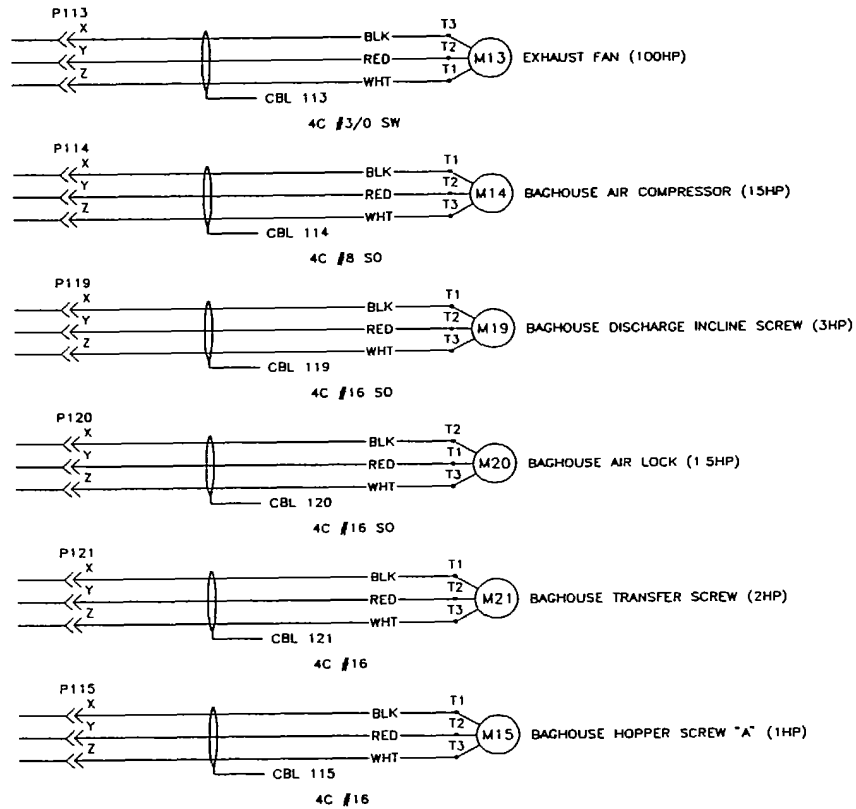 P113
X
BLK
T3
Y
RED
T2
M13
EXHAUST FAN (100HP)
Z
WHT
T1
CBL 113
4C #3/0 SW
P114
X
BLK
T1
Y
RED
T2
M14
BAGHOUSE AIR COMPRESSOR (15HP)
Z
WHT
T3
CBL 114
4C #8 SO
P119
X
BLK
T1
Y
RED
T2
M19
BAGHOUSE DISCHARGE INCLINE SCREW (3HP)
Z
WHT
T3
CBL 119
4C #16 SO
P120
X
BLK
T2
Y
RED
T1
M20
BAGHOUSE AIR LOCK (1 5HP)
Z
WHT
T3
CBL 120
4C #16 SO
P121
X
BLK
T1
Y
RED
T2
M21
BAGHOUSE TRANSFER SCREW (2HP)
Z
WHT
T3
CBL 121
4C #16
P115
X
BLK
T1
Y
RED
T2
M15
BAGHOUSE HOPPER SCREW "A" (1HP)
Z
WHT
T3
CBL 115
4C #16